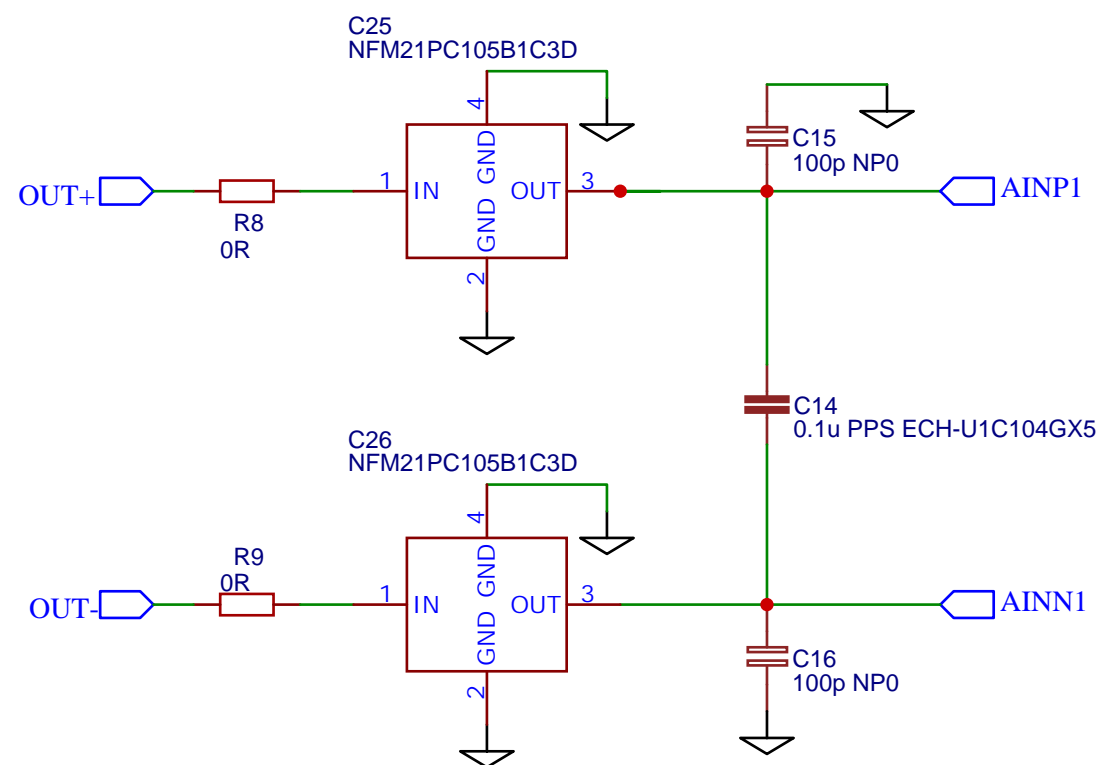 C25
NFM21PC105B1C3D
4
GND
C15
100p NP0
OUT+
1
IN
OUT
3
AINP1
R8
0R
GND
2
C14
0.1u PPS ECH-U1C104GX5
C26
NFM21PC105B1C3D
4
GND
R9
0R
OUT-
1
IN
OUT
3
AINN1
GND
2
C16
100p NP0